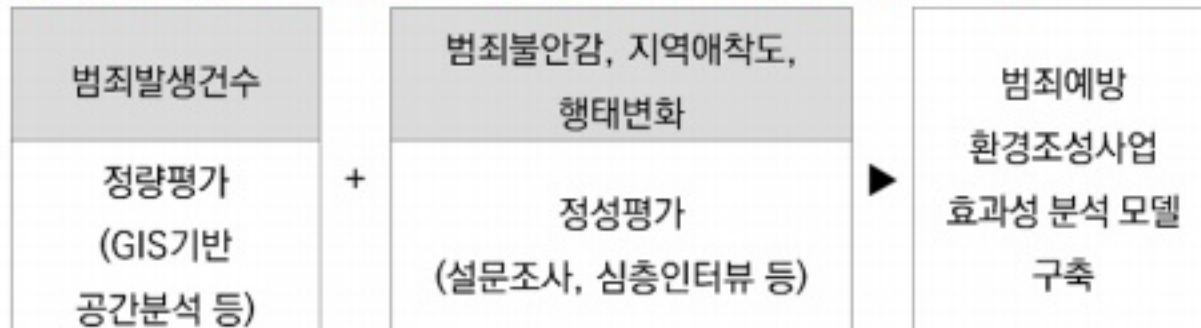 범죄발생건수
정량평가
(GIS기반
공간분석 등)
+
범죄불안감, 지역애착도,
행태변화
정성평가
(설문조사, 심층인터뷰 등)
▶
범죄예방
환경조성사업
효과성 분석 모델
구축